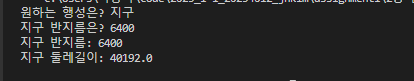 원하는 행성은? 지구
지구 반지름은? 6400
지구 반지름: 6400
지구 둘레길이: 40192.0